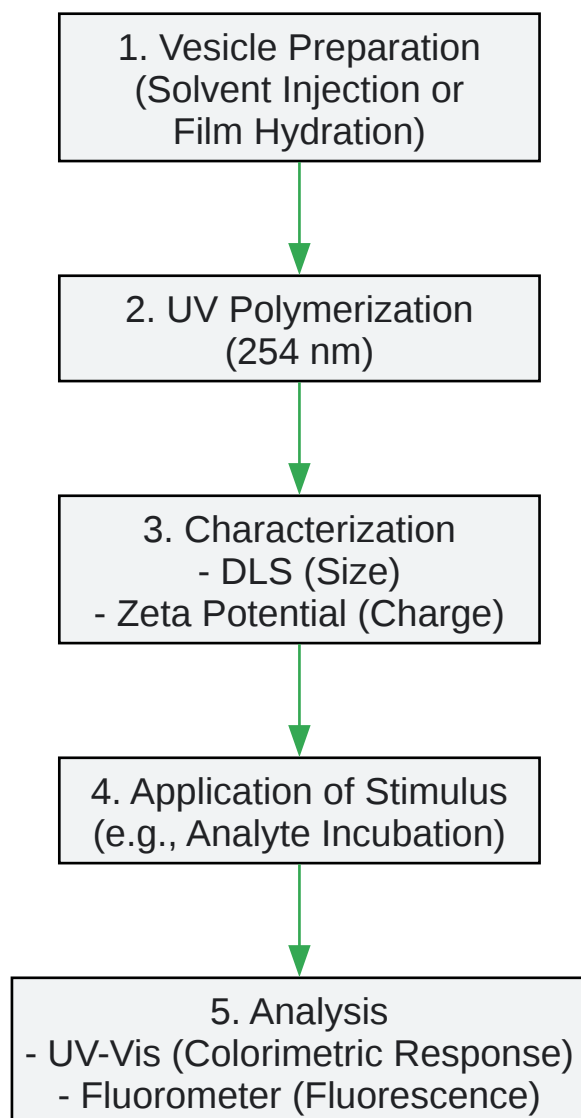 1. Vesicle Preparation
(Solvent Injection or
Film Hydration)
2. UV Polymerization
(254 nm)
3. Characterization
- DLS (Size)
- Zeta Potential (Charge)
4. Application of Stimulus
(e.g., Analyte Incubation)
5. Analysis
- UV-Vis (Colorimetric Response)
- Fluorometer (Fluorescence)